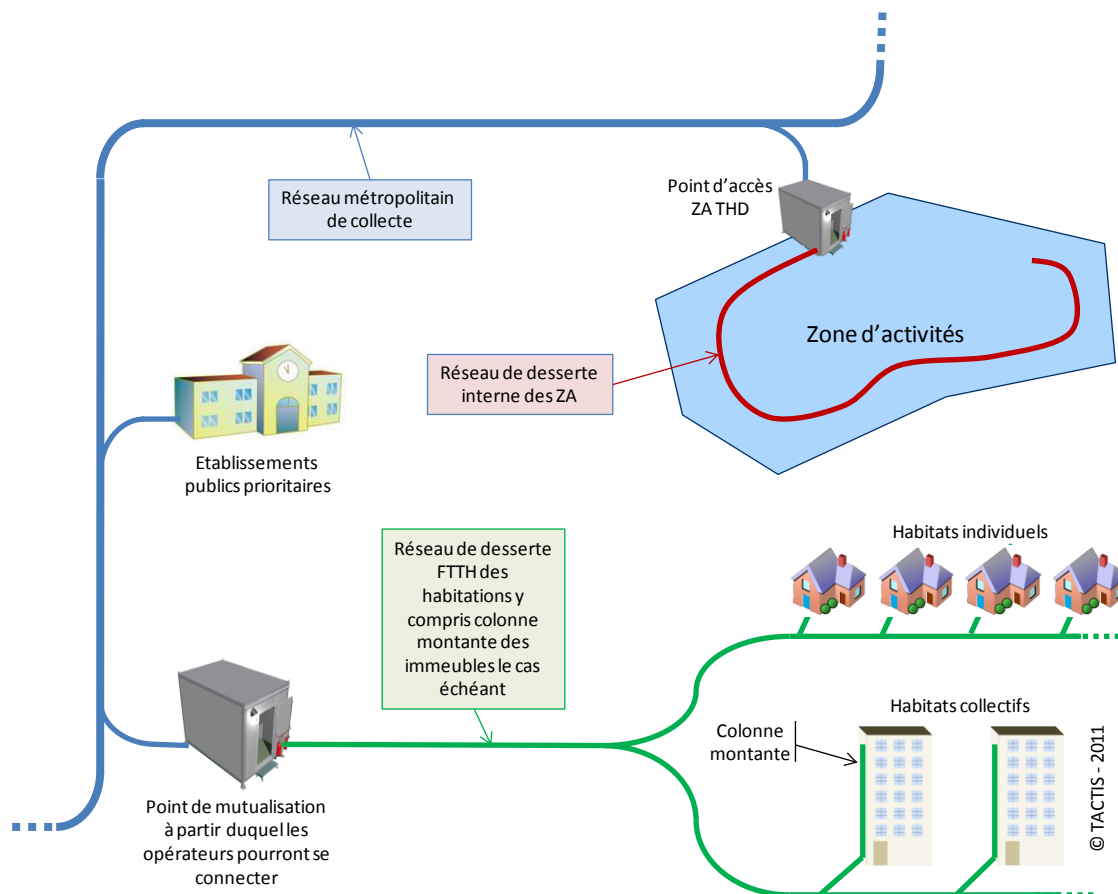 Réseau métropolitain
de collecte
Point d’accès
ZA THD
Zone d’activités
Réseau de desserte
interne des ZA
Etablissements
publics prioritaires
Réseau de desserte
FTTH des
habitations y
compris colonne
montante des
immeubles le cas
échéant
Habitats individuels
Habitats collectifs
Colonne
montante
Point de mutualisation
à partir duquel les
opérateurs pourront se
connecter
© TACTIS - 2011